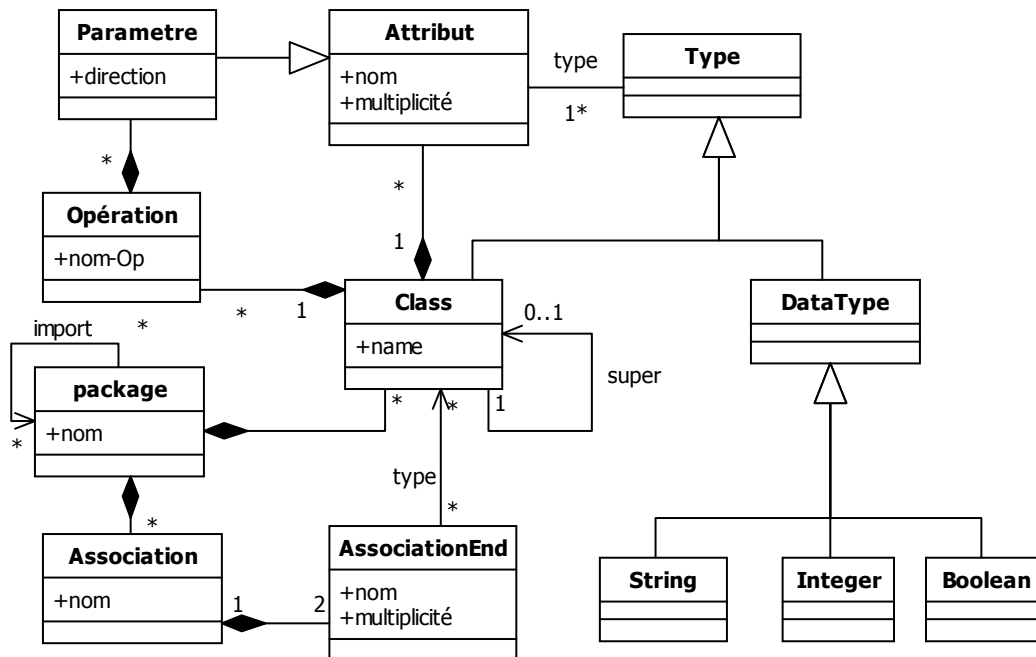 Parametre
+direction
Attribut
+nom
+multiplicité
type
1*
Type
*
*
1
Opération
+nom-Op
*
1
Class
+name
0..1
super
1
DataType
import
*
*
package
+nom
*
*
type
*
*
Association
+nom
1
2
AssociationEnd
+nom
+multiplicité
String
Integer
Boolean